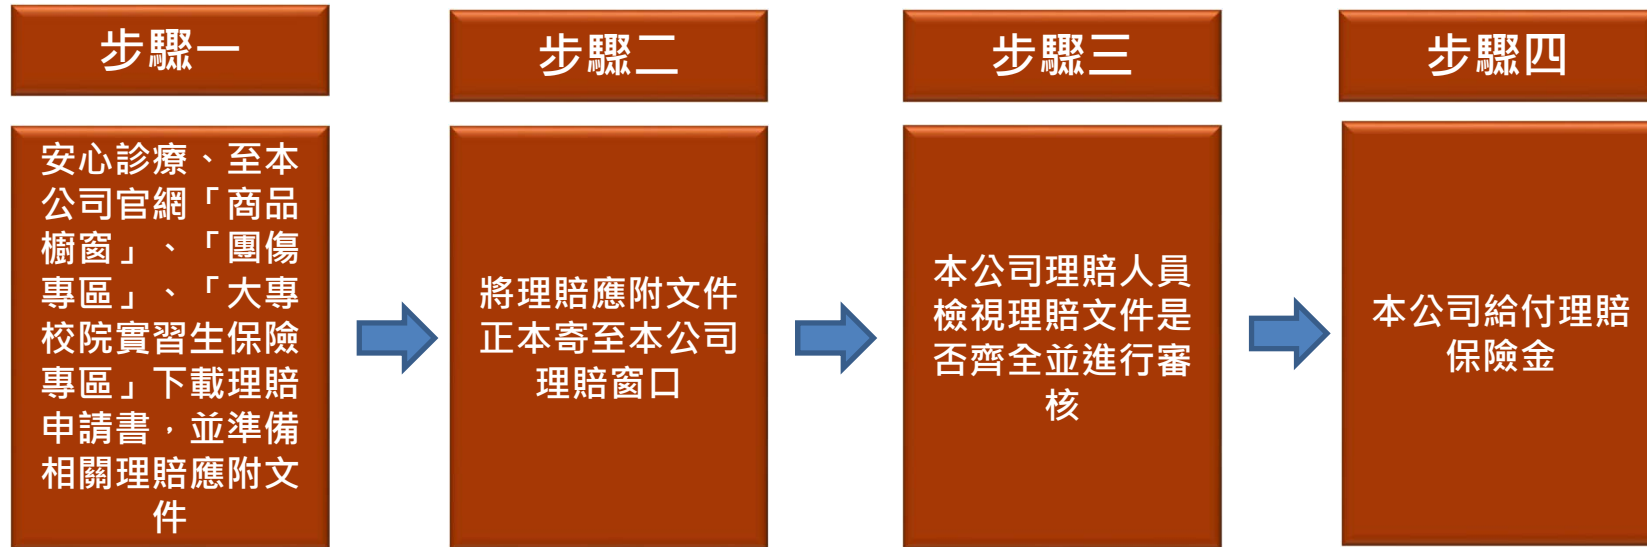 步驟一
安心診療、至本
公司官網「商品
櫥窗」、「團傷
專區」、「大專
校院實習生保險
專區」下載理賠
申請書，並準備
相關理賠應附文
件
步驟二
將理賠應附文件
正本寄至本公司
理賠窗口
步驟三
本公司理賠人員
檢視理賠文件是
否齊全並進行審
核
步驟四
本公司給付理賠
保險金